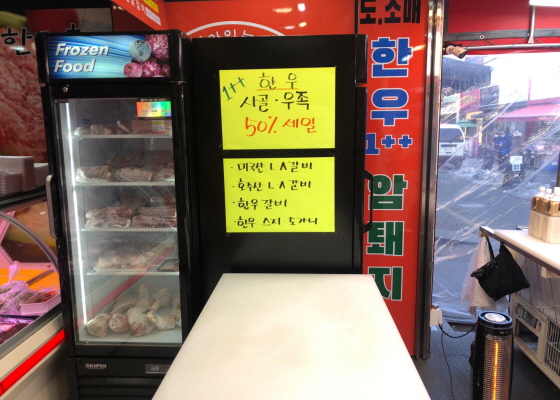 Frozen
Food
1++ 한우
사골·우족
50% 세일
·미국산 LA갈비
·호주산 LA갈비
·한우갈비
·한우 스지 도가니
도,소매
한우
1++
암돼지